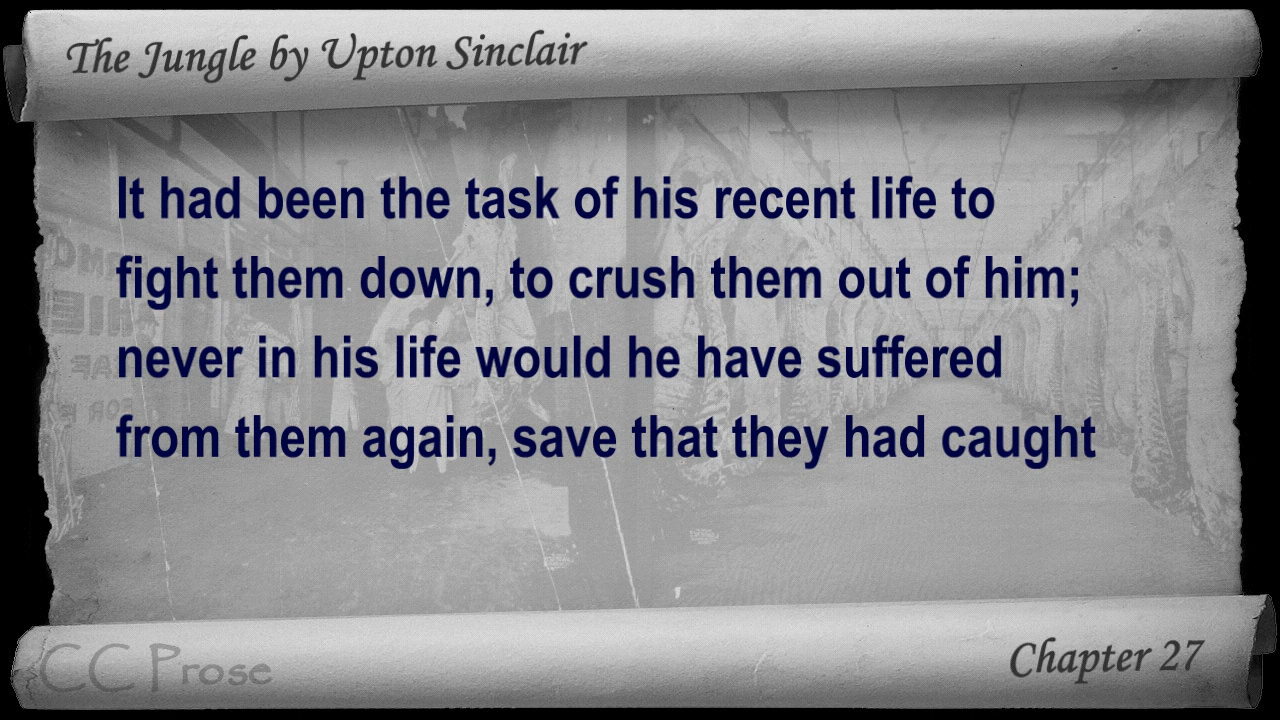 The Jungle by Upton Sinclair
It had been the task of his recent life to
fight them down, to crush them out of him;
never in his life would he have suffered
from them again, save that they had caught
CC Prose
Chapter 27